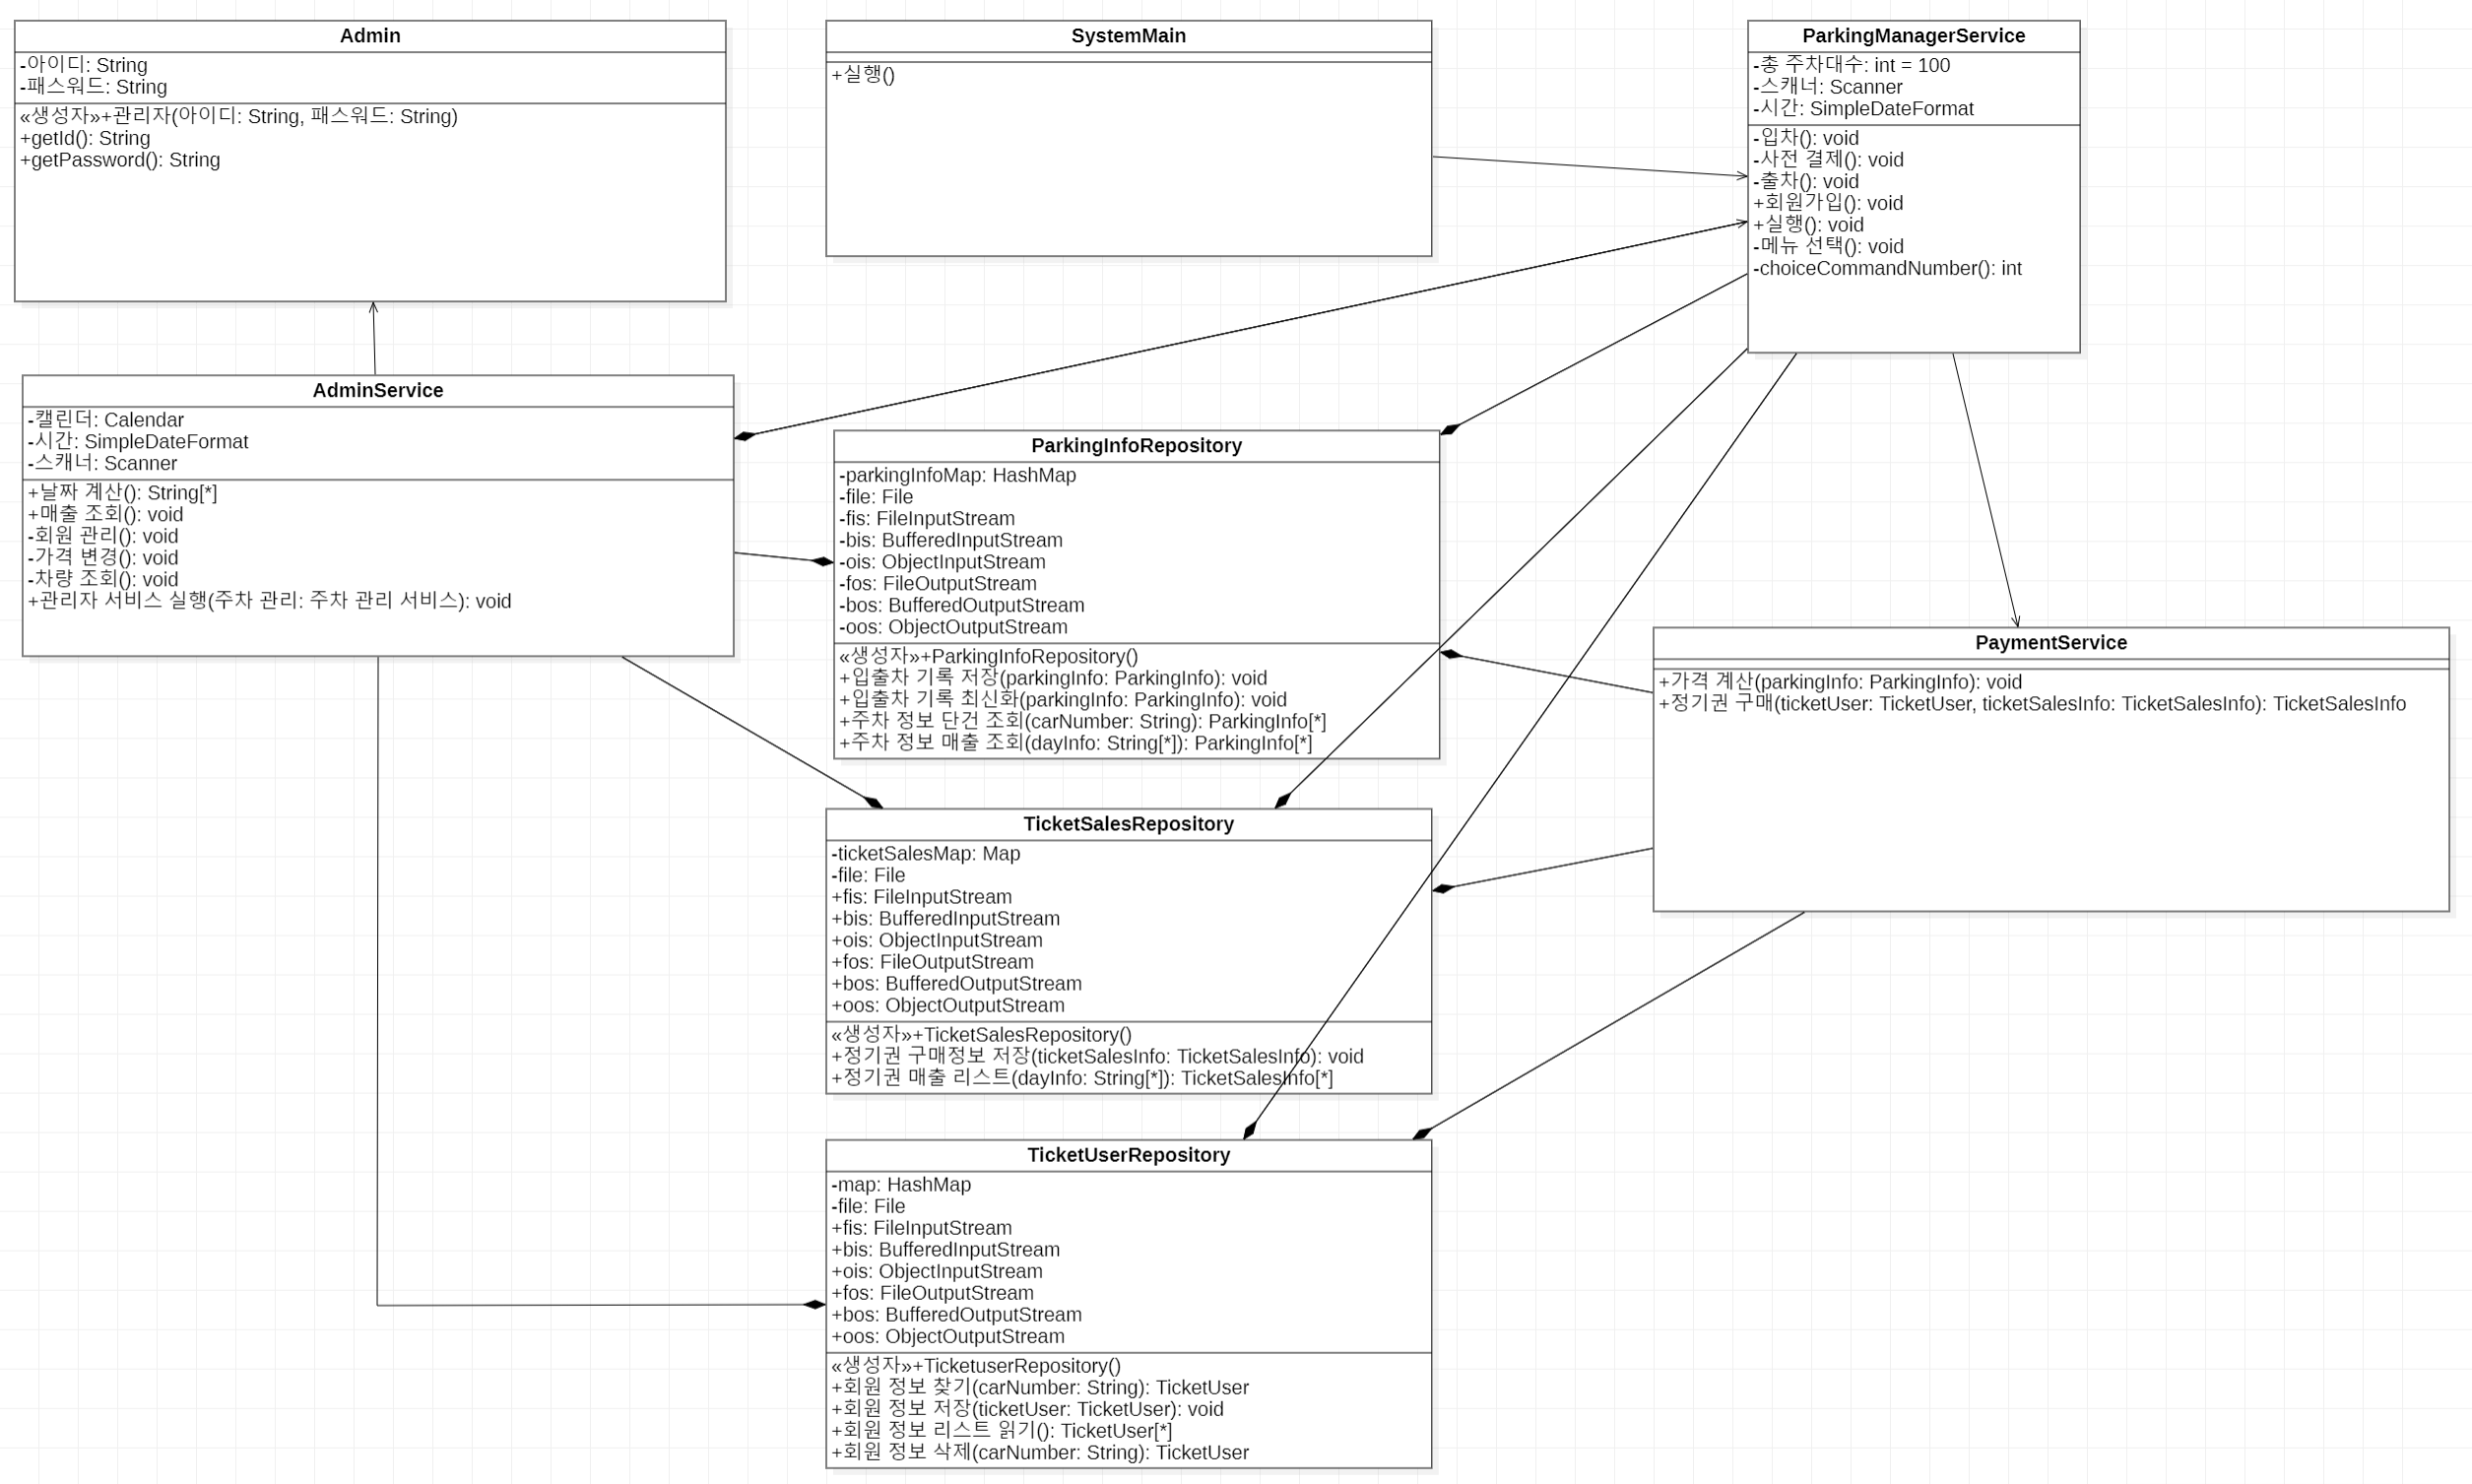 Admin
-아이디: String
-패스워드: String
«생성자»+관리자(아이디: String, 패스워드: String)
+getId(): String
+getPassword(): String
SystemMain
+실행()
ParkingManagerService
-총 주차대수: int = 100
-스캐너: Scanner
-시간: SimpleDateFormat
-입차(): void
-사전 결제(): void
-출차(): void
+회원가입(): void
+실행(): void
-메뉴 선택(): void
-choiceCommandNumber(): int
AdminService
-캘린더: Calendar
-시간: SimpleDateFormat
-스캐너: Scanner
+날짜 계산(): String[*]
+매출 조회(): void
-회원 관리(): void
-가격 변경(): void
-차량 조회(): void
+관리자 서비스 실행(주차 관리: 주차 관리 서비스): void
ParkingInfoRepository
-parkingInfoMap: HashMap
-file: File
-fis: FileInputStream
-bis: BufferedInputStream
-ois: ObjectInputStream
-fos: FileOutputStream
-bos: BufferedOutputStream
-oos: ObjectOutputStream
«생성자»+ParkingInfoRepository()
+입출차 기록 저장(parkingInfo: ParkingInfo): void
+입출차 기록 최신화(parkingInfo: ParkingInfo): void
+주차 정보 단건 조회(carNumber: String): ParkingInfo[*]
+주차 정보 매출 조회(dayInfo: String[*]): ParkingInfo[*]
PaymentService
+가격 계산(parkingInfo: ParkingInfo): void
+정기권 구매(ticketUser: TicketUser, ticketSalesInfo: TicketSalesInfo): TicketSalesInfo
TicketSalesRepository
-ticketSalesMap: Map
-file: File
+fis: FileInputStream
+bis: BufferedInputStream
+ois: ObjectInputStream
+fos: FileOutputStream
+bos: BufferedOutputStream
+oos: ObjectOutputStream
«생성자»+TicketSalesRepository()
+정기권 구매정보 저장(ticketSalesInfo: TicketSalesInfo): void
+정기권 매출 리스트(dayInfo: String[*]): TicketSalesInfo[*]
TicketUserRepository
-map: HashMap
-file: File
+fis: FileInputStream
+bis: BufferedInputStream
+ois: ObjectInputStream
+fos: FileOutputStream
+bos: BufferedOutputStream
+oos: ObjectOutputStream
«생성자»+TicketuserRepository()
+회원 정보 찾기(carNumber: String): TicketUser
+회원 정보 저장(ticketUser: TicketUser): void
+회원 정보 리스트 읽기(): TicketUser[*]
+회원 정보 삭제(carNumber: String): TicketUser